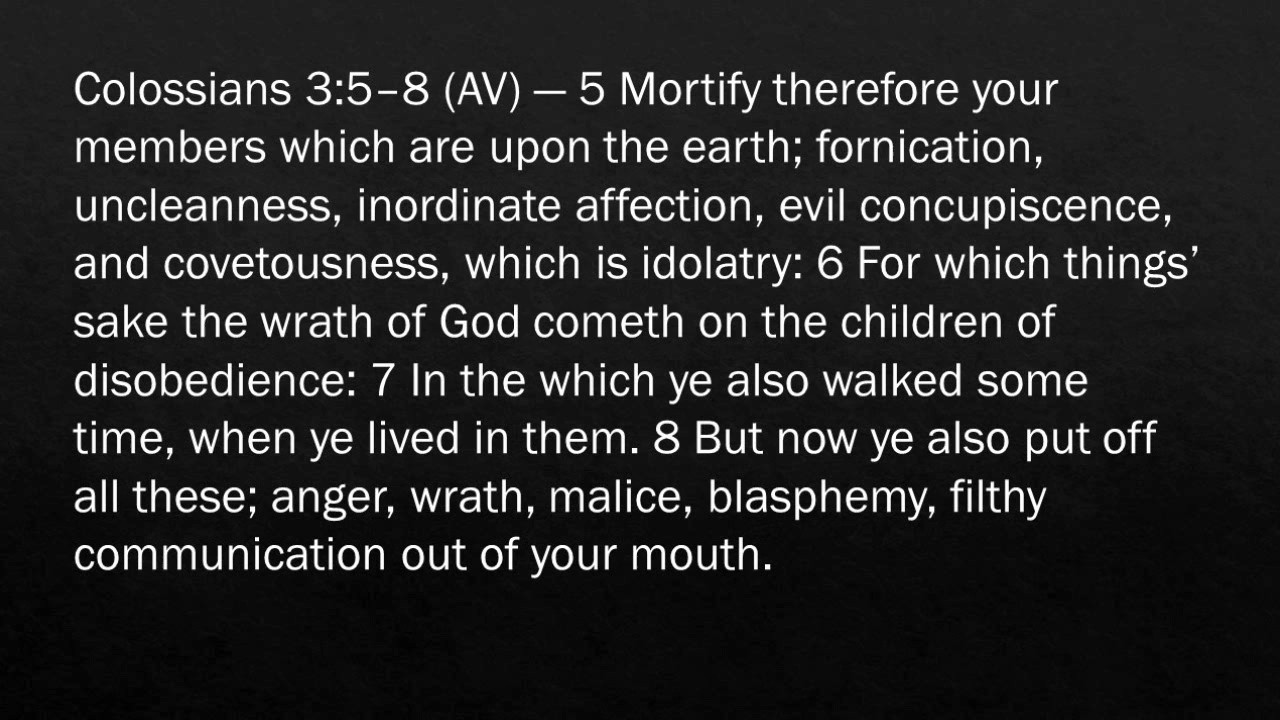 Colossians 3:5–8 (AV) — 5 Mortify therefore your
members which are upon the earth; fornication,
uncleanness, inordinate affection, evil concupiscence,
and covetousness, which is idolatry: 6 For which things’
sake the wrath of God cometh on the children of
disobedience: 7 In the which ye also walked some
time, when ye lived in them. 8 But now ye also put off
all these; anger, wrath, malice, blasphemy, filthy
communication out of your mouth.